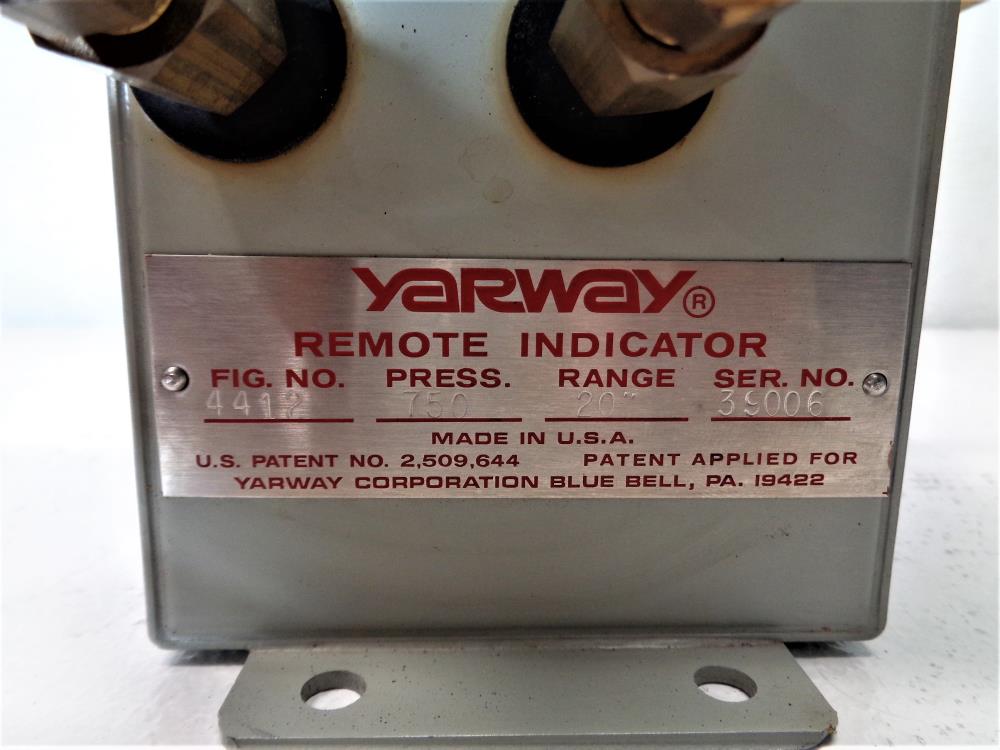 YARWAY®
REMOTE INDICATOR
FIG. NO. PRESS. RANGE SER. NO.
4412 750 20" 39006
MADE IN U.S.A.
U.S. PATENT NO. 2,509,644 PATENT APPLIED FOR
YARWAY CORPORATION BLUE BELL, PA. 19422